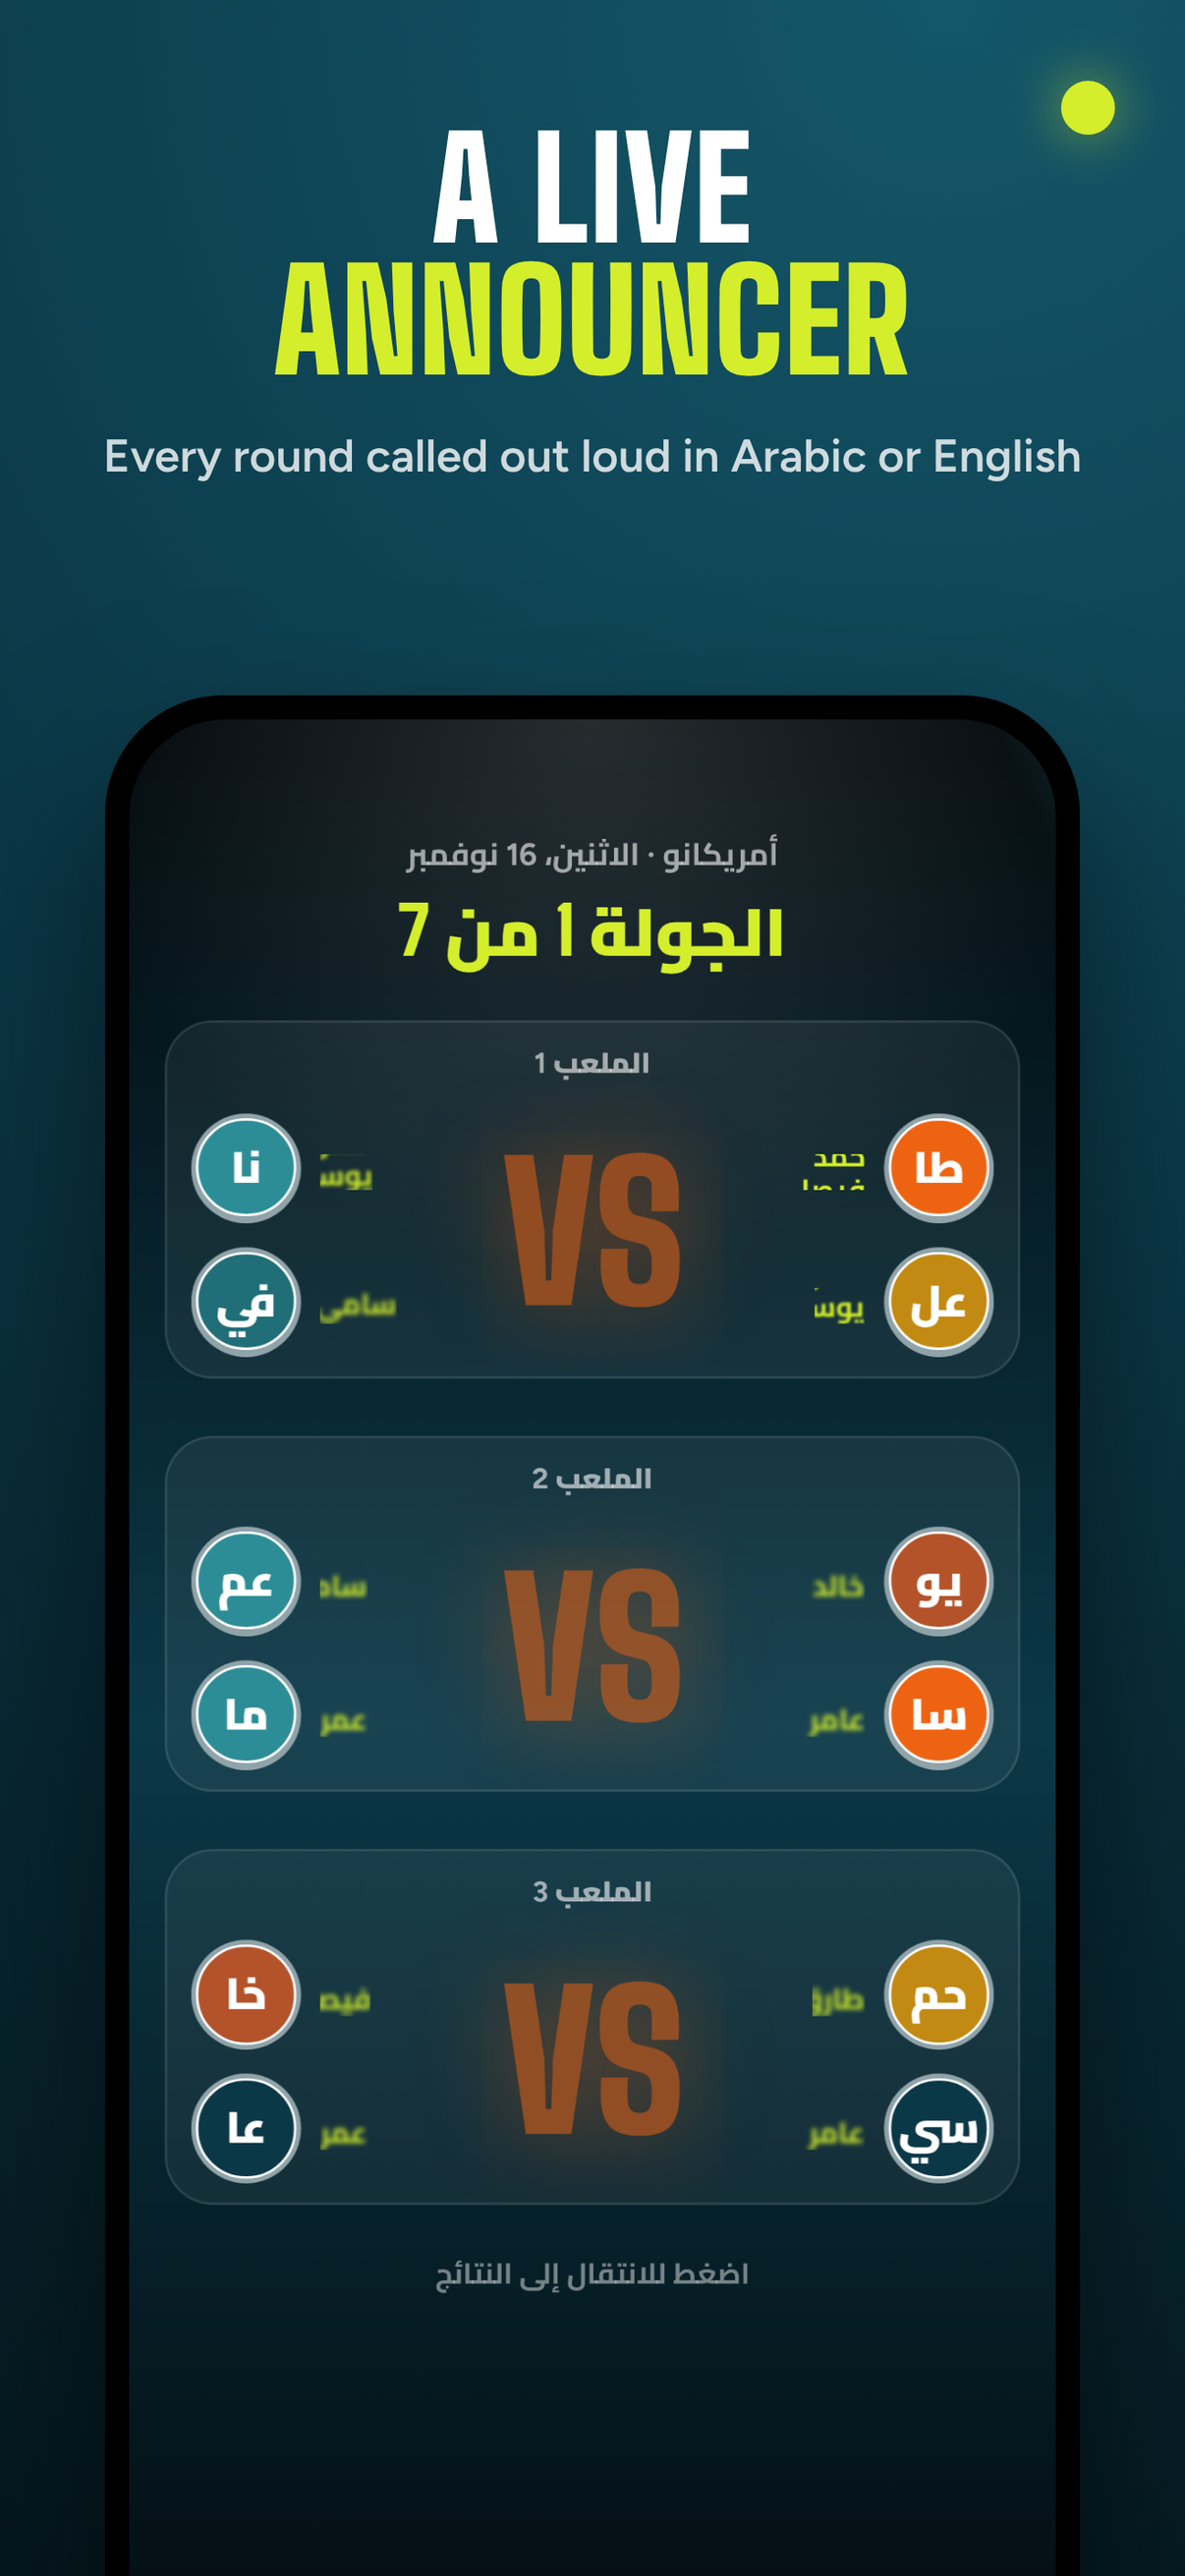 A LIVE
ANNOUNCER
Every round called out loud in Arabic or English
أمريكانو · الاثنين، 16 نوفمبر
الجولة 1 من 7
الملعب 1
طا
حمد
VS
نا
عل
سامي
في
الملعب 2
يو
خالد
VS
عم
سا
عامر
عمر
ما
الملعب 3
حم
طارق
VS
خا
سي
عامر
عمر
عا
اضغط للانتقال إلى النتائج